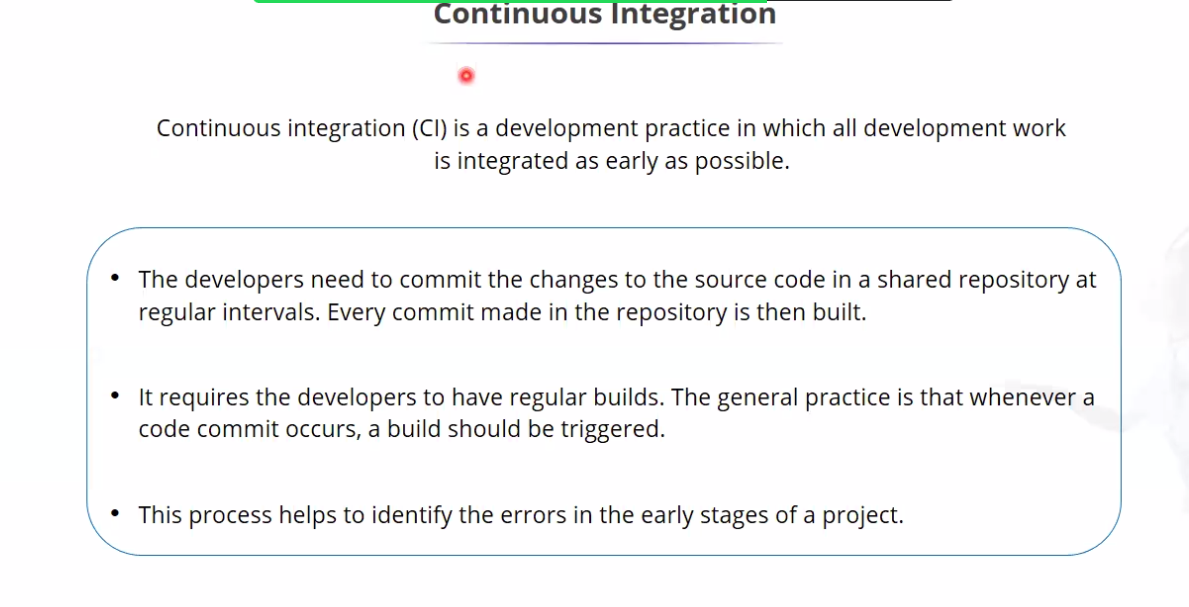 Continuous Integration
Continuous integration (CI) is a development practice in which all development work
is integrated as early as possible.
• The developers need to commit the changes to the source code in a shared repository at
regular intervals. Every commit made in the repository is then built.
• It requires the developers to have regular builds. The general practice is that whenever a
code commit occurs, a build should be triggered.
• This process helps to identify the errors in the early stages of a project.